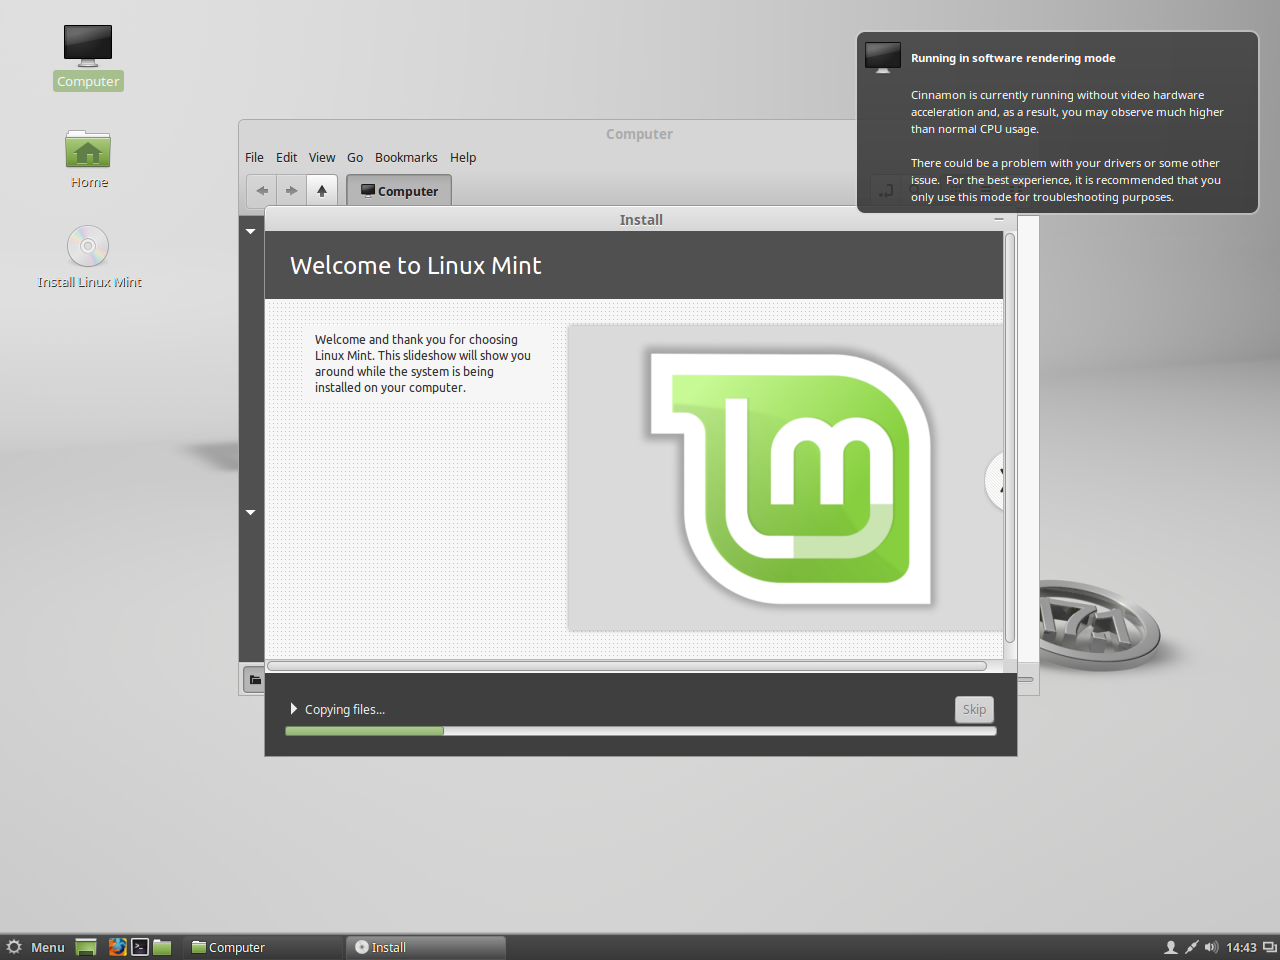 Computer
Home
Install Linux Mint
Running in software rendering mode
Cinnamon is currently running without video hardware
acceleration and, as a result, you may observe much higher
than normal CPU usage.
There could be a problem with your drivers or some other
issue.  For the best experience, it is recommended that you
only use this mode for troubleshooting purposes.
Computer
File Edit View Go Bookmarks Help
Computer
Install
Welcome to Linux Mint
Welcome and thank you for choosing
Linux Mint. This slideshow will show you
around while the system is being
installed on your computer.
lm
17.1
Copying files...
Skip
Menu
Computer
Install
14:43